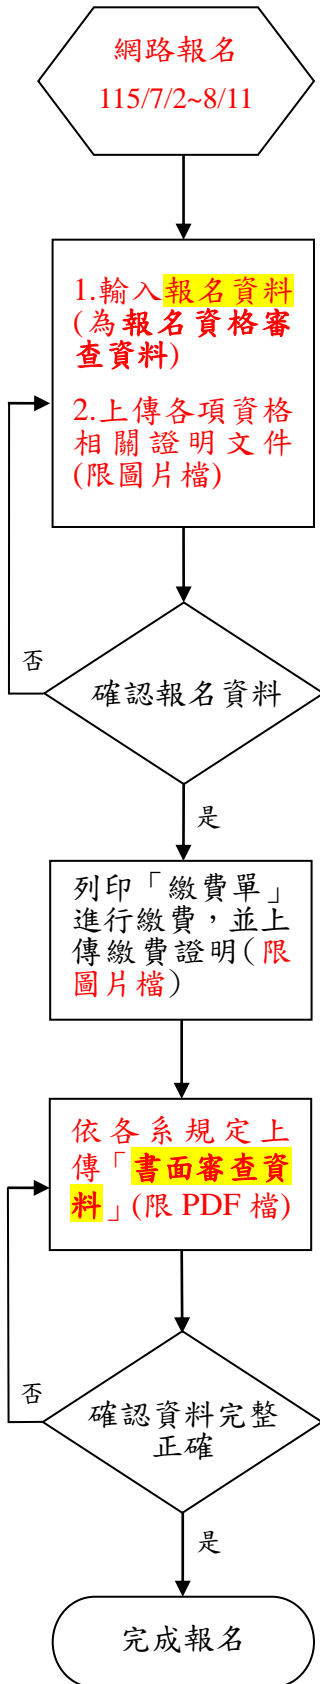 網路報名
115/7/2~8/11
1.輸入報名資料
(為報名資格審
查資料)
2.上傳各項資格
相關證明文件
(限圖片檔)
否
確認報名資料
是
列印「繳費單」
進行繳費，並上
傳繳費證明(限
圖片檔)
依各系規定上
傳「書面審查資
料」(限 PDF 檔)
否
確認資料完整
正確
是
完成報名